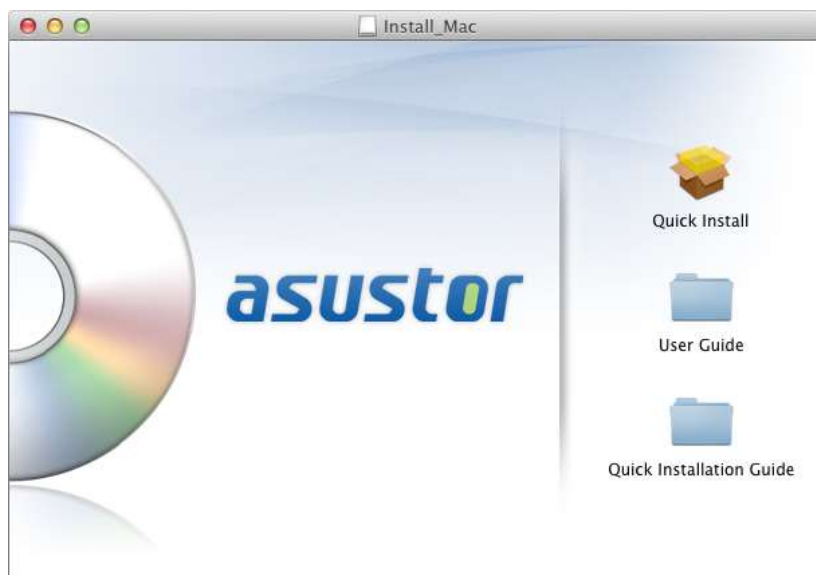 Install_Mac
asustor
Quick Install
User Guide
Quick Installation Guide